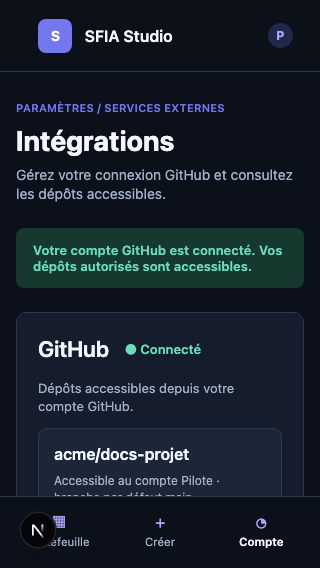 S SFIA Studio P
PARAMÈTRES / SERVICES EXTERNES
Intégrations
Gérez votre connexion GitHub et consultez
les dépôts accessibles.
Votre compte GitHub est connecté. Vos
dépôts autorisés sont accessibles.
GitHub Connecté
Dépôts accessibles depuis votre
compte GitHub.
acme/docs-projet
Accessible au compte Pilote ·
N
Créer Compte